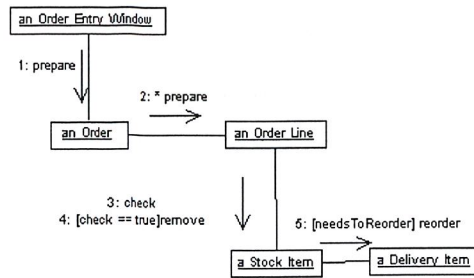 an Order Entry Window
1: prepare
2: * prepare
an Order
an Order Line
3: check
4: [check == true]remove
5: [needsToReorder] reorder
a Stock Item
a Delivery Item